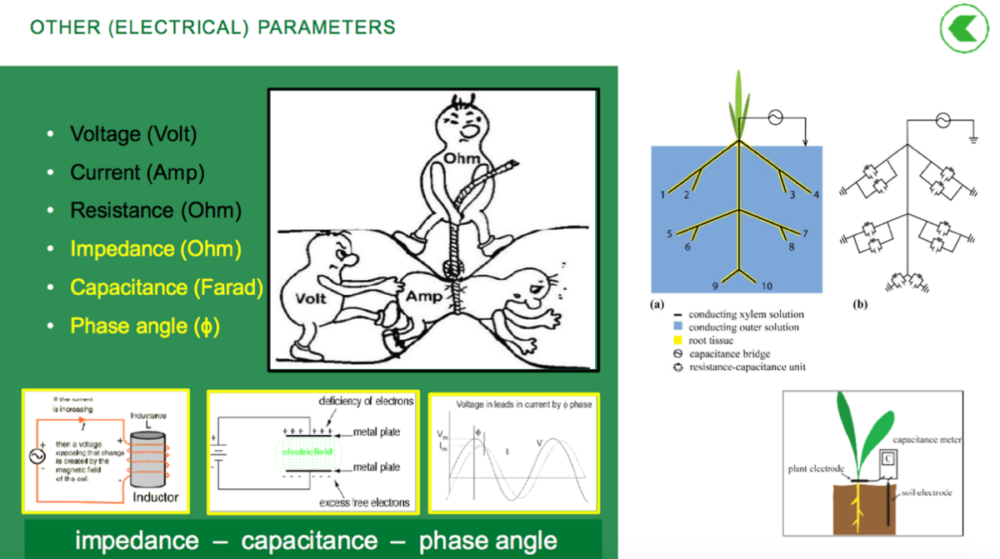 OTHER (ELECTRICAL) PARAMETERS
• Voltage (Volt)
• Current (Amp)
• Resistance (Ohm)
• Impedance (Ohm)
• Capacitance (Farad)
• Phase angle (ϕ)
Ohm
Volt
Amp
If the current
is increasing
Inductance
L
then a voltage
opposing that change
is created by the
magnetic field
of the coil.
Inductor
deficiency of electrons
+ + + + + +
metal plate
electric field
metal plate
excess free electrons
Voltage in leads in current by ϕ phase
Vm
Im
ϕ
I
V
impedance – capacitance – phase angle
1
2
3
4
5
6
7
8
9
10
(a)
(b)
conducting xylem solution
conducting outer solution
root tissue
capacitance bridge
resistance-capacitance unit
capacitance meter
C
plant electrode
soil electrode